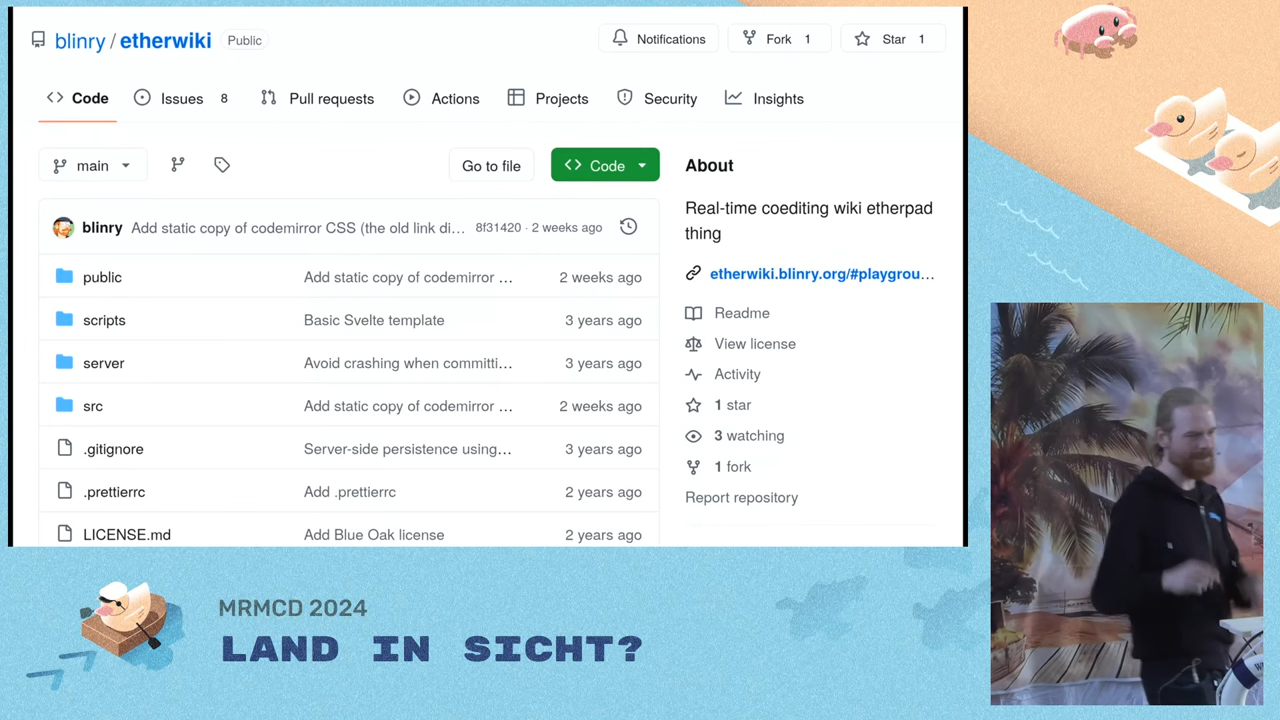 blinry / etherwiki Public
Notifications Fork 1 Star 1
Code Issues 8 Pull requests Actions Projects Security Insights
main Go to file Code
blinry Add static copy of codemirror CSS (the old link di… 8f31420 · 2 weeks ago
public Add static copy of codemirror … 2 weeks ago
scripts Basic Svelte template 3 years ago
server Avoid crashing when committi… 3 years ago
src Add static copy of codemirror … 2 weeks ago
.gitignore Server-side persistence using… 3 years ago
.prettierrc Add .prettierrc 2 years ago
LICENSE.md Add Blue Oak license 2 years ago
About
Real-time coediting wiki etherpad
thing
etherwiki.blinry.org/#playgrou…
Readme
View license
Activity
1 star
3 watching
1 fork
Report repository
MRMCD 2024
LAND IN SICHT?